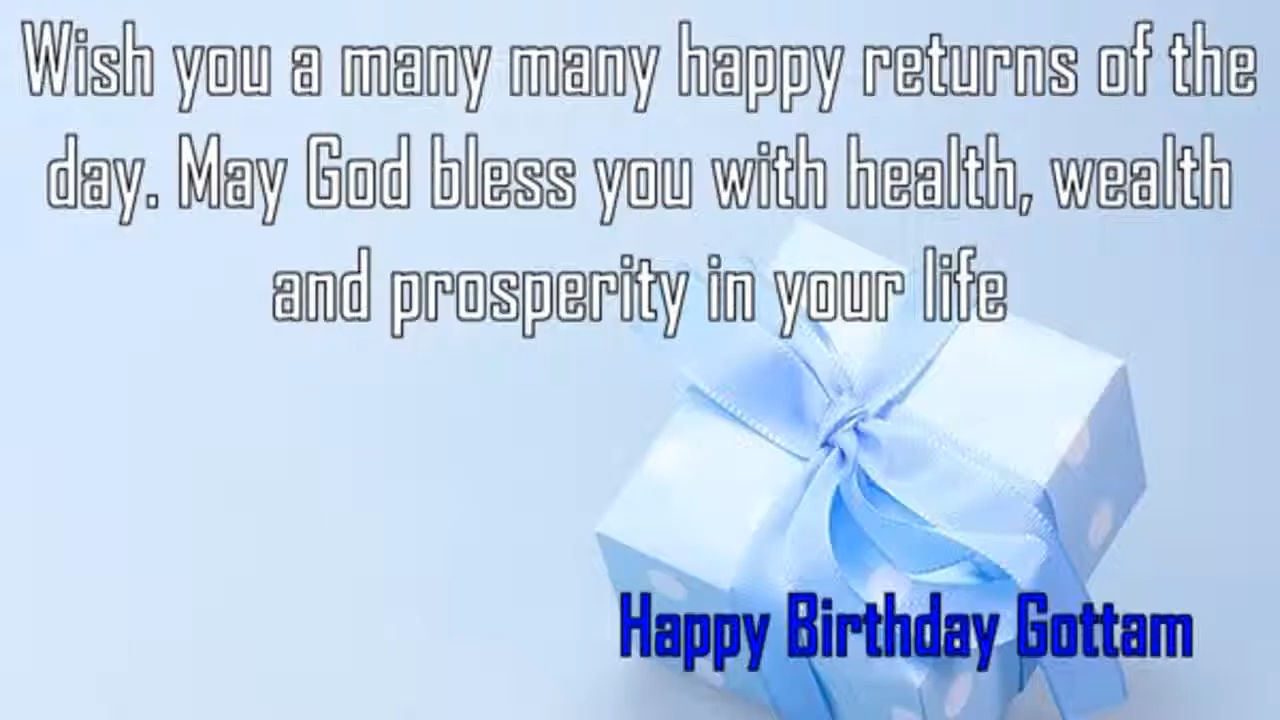 Wish you a many many happy returns of the
day. May God bless you with health, wealth
and prosperity in your life
Happy Birthday Gottam